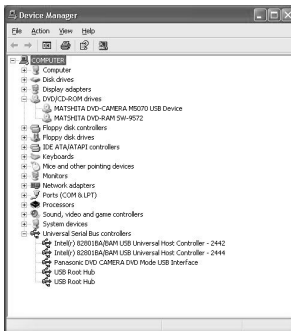 Device Manager
File Action View Help
COMPUTER
Computer
Disk drives
Display adapters
DVD/CD-ROM drives
MATSHITA DVD-CAMERA M5070 USB Device
MATSHITA DVD-RAM SW-9572
Floppy disk controllers
Floppy disk drives
IDE ATA/ATAPI controllers
Keyboards
Mice and other pointing devices
Monitors
Network adapters
Ports (COM & LPT)
Processors
Sound, video and game controllers
System devices
Universal Serial Bus controllers
Intel(r) 82801BA/BAM USB Universal Host Controller - 2442
Intel(r) 82801BA/BAM USB Universal Host Controller - 2444
Panasonic DVD CAMERA DVD Mode USB Interface
USB Root Hub
USB Root Hub